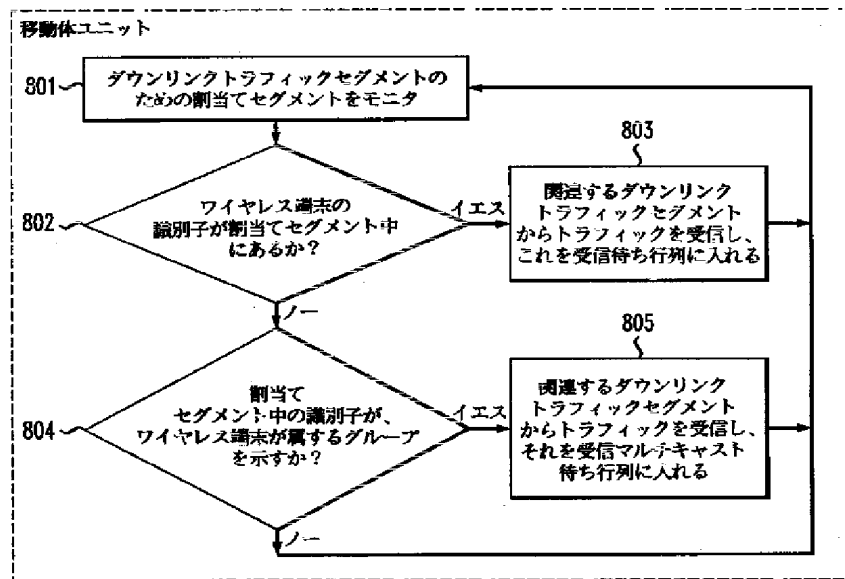 移動体ユニット
801
ダウンリンクトラフィックセグメントの
ための割当てセグメントをモニタ
802
ワイヤレス端末の
識別子が割当てセグメント中
にあるか?
イエス
803
関連するダウンリンク
トラフィックセグメント
からトラフィックを受信し、
これを受信待ち行列に入れる
ノー
804
割当て
セグメント中の識別子が、
ワイヤレス端末が属するグループ
を示すか?
イエス
805
関連するダウンリンク
トラフィックセグメント
からトラフィックを受信し、
それを受信マルチキャスト
待ち行列に入れる
ノー